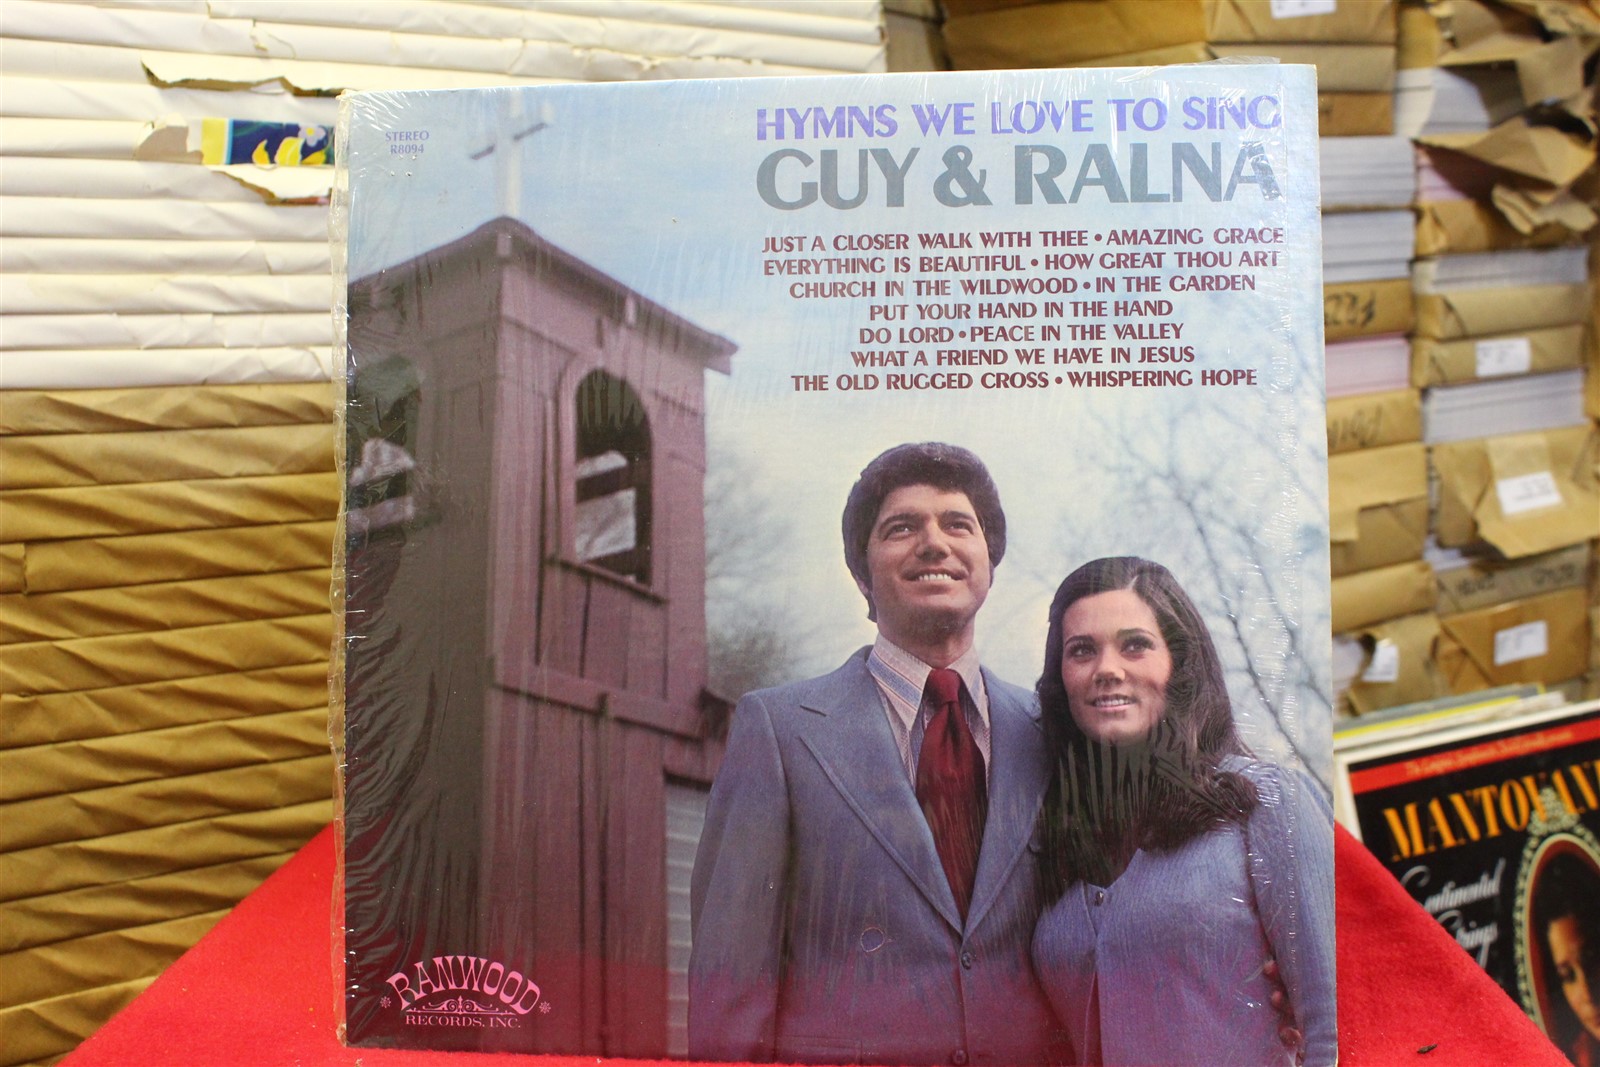 STEREO
R8094
HYMNS WE LOVE TO SING
GUY & RALNA
JUST A CLOSER WALK WITH THEE • AMAZING GRACE
EVERYTHING IS BEAUTIFUL • HOW GREAT THOU ART
CHURCH IN THE WILDWOOD • IN THE GARDEN
PUT YOUR HAND IN THE HAND
DO LORD • PEACE IN THE VALLEY
WHAT A FRIEND WE HAVE IN JESUS
THE OLD RUGGED CROSS • WHISPERING HOPE
RANWOOD
RECORDS, INC.
MANTOVANI
Continental
Strings